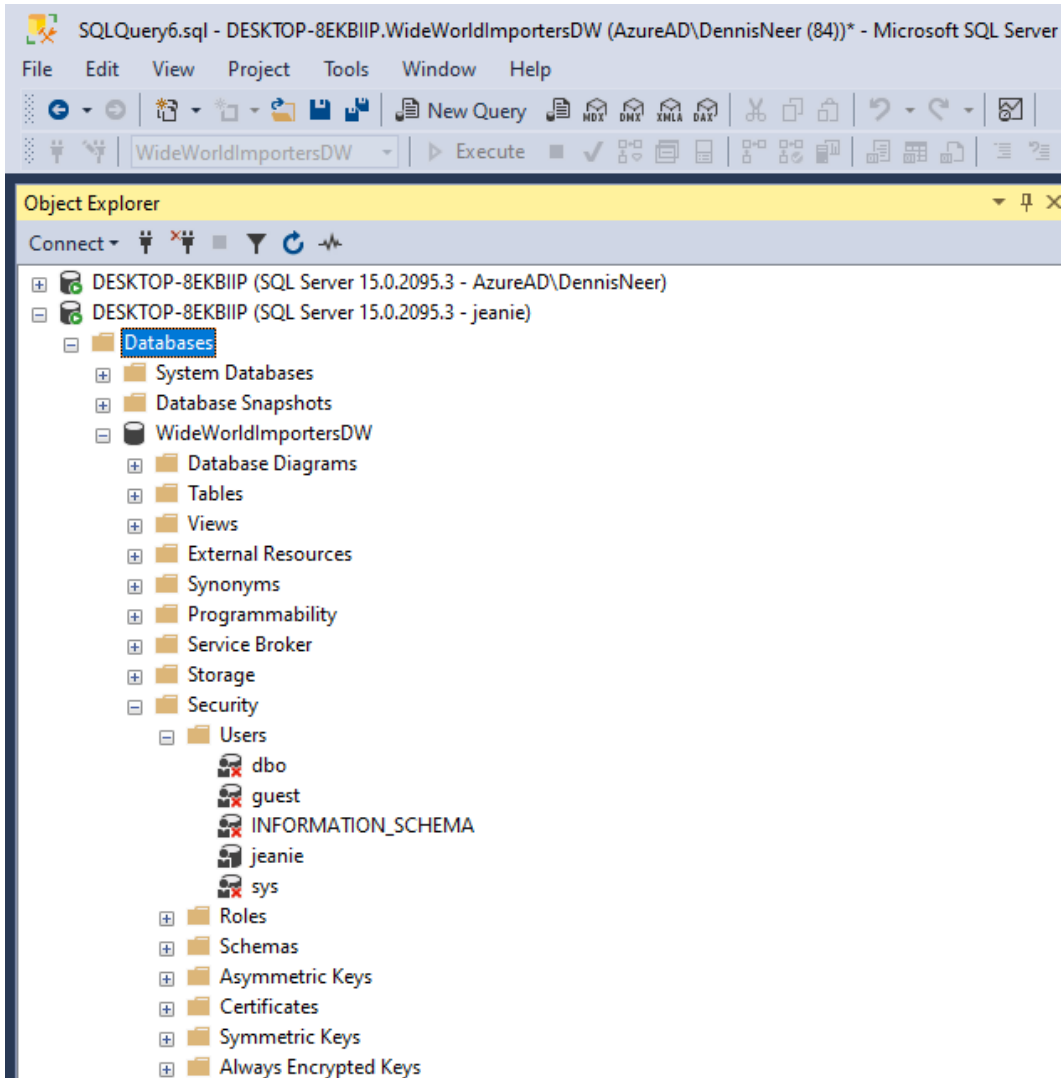 SQLQuery6.sql - DESKTOP-8EKBIIP.WideWorldImportersDW (AzureAD\DennisNeer (84))* - Microsoft SQL Server
File Edit View Project Tools Window Help
New Query MDX DMX XMLA DAX
WideWorldImportersDW Execute
Object Explorer
Connect
DESKTOP-8EKBIIP (SQL Server 15.0.2095.3 - AzureAD\DennisNeer)
DESKTOP-8EKBIIP (SQL Server 15.0.2095.3 - jeanie)
Databases
System Databases
Database Snapshots
WideWorldImportersDW
Database Diagrams
Tables
Views
External Resources
Synonyms
Programmability
Service Broker
Storage
Security
Users
dbo
guest
INFORMATION_SCHEMA
jeanie
sys
Roles
Schemas
Asymmetric Keys
Certificates
Symmetric Keys
Always Encrypted Keys